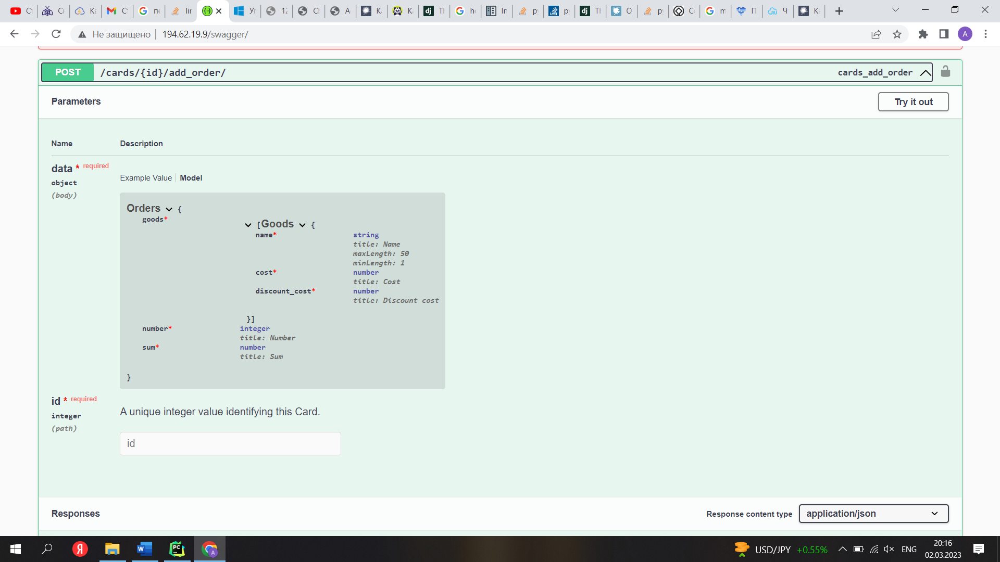 Не защищено | 194.62.19.9/swagger/
POST /cards/{id}/add_order/ cards_add_order
Parameters Try it out
Name Description
data * required
object
(body)
Example Value Model
Orders {
goods*
[Goods {
name* string
title: Name
maxLength: 50
minLength: 1
cost* number
title: Cost
discount_cost* number
title: Discount cost
}]
number* integer
title: Number
sum* number
title: Sum
}
id * required
integer
(path)
A unique integer value identifying this Card.
id
Responses Response content type application/json
USD/JPY +0.55% ENG 20:16
02.03.2023